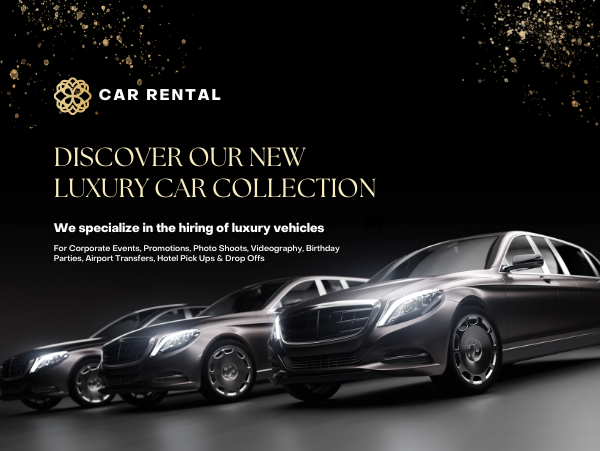 CAR RENTAL
DISCOVER OUR NEW
LUXURY CAR COLLECTION
We specialize in the hiring of luxury vehicles
For Corporate Events, Promotions, Photo Shoots, Videography, Birthday
Parties, Airport Transfers, Hotel Pick Ups & Drop Offs